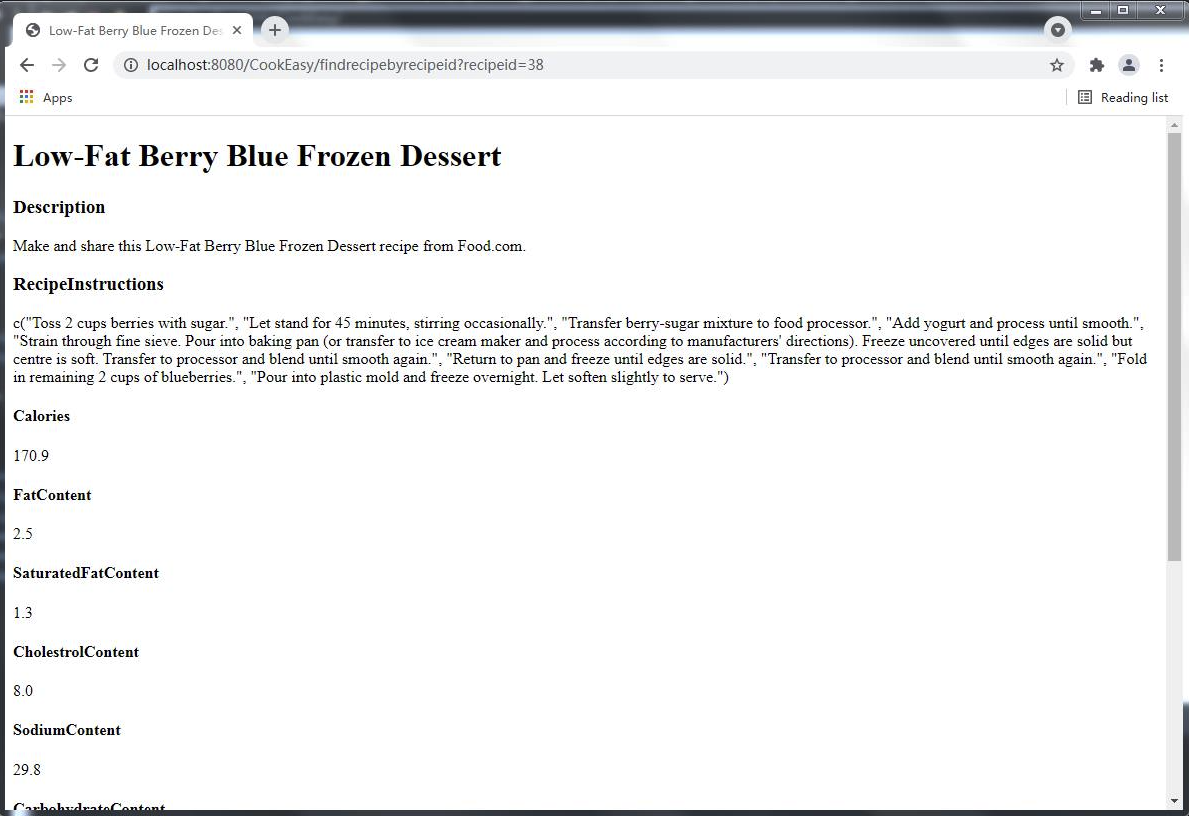 Low-Fat Berry Blue Frozen Des
localhost:8080/CookEasy/findrecipebyrecipeid?recipeid=38
Apps
Reading list
Low-Fat Berry Blue Frozen Dessert
Description
Make and share this Low-Fat Berry Blue Frozen Dessert recipe from Food.com.
RecipeInstructions
c("Toss 2 cups berries with sugar.", "Let stand for 45 minutes, stirring occasionally.", "Transfer berry-sugar mixture to food processor.", "Add yogurt and process until smooth.",
"Strain through fine sieve. Pour into baking pan (or transfer to ice cream maker and process according to manufacturers' directions). Freeze uncovered until edges are solid but
centre is soft. Transfer to processor and blend until smooth again.", "Return to pan and freeze until edges are solid.", "Transfer to processor and blend until smooth again.", "Fold
in remaining 2 cups of blueberries.", "Pour into plastic mold and freeze overnight. Let soften slightly to serve.")
Calories
170.9
FatContent
2.5
SaturatedFatContent
1.3
CholestrolContent
8.0
SodiumContent
29.8
CarbohydrateContent